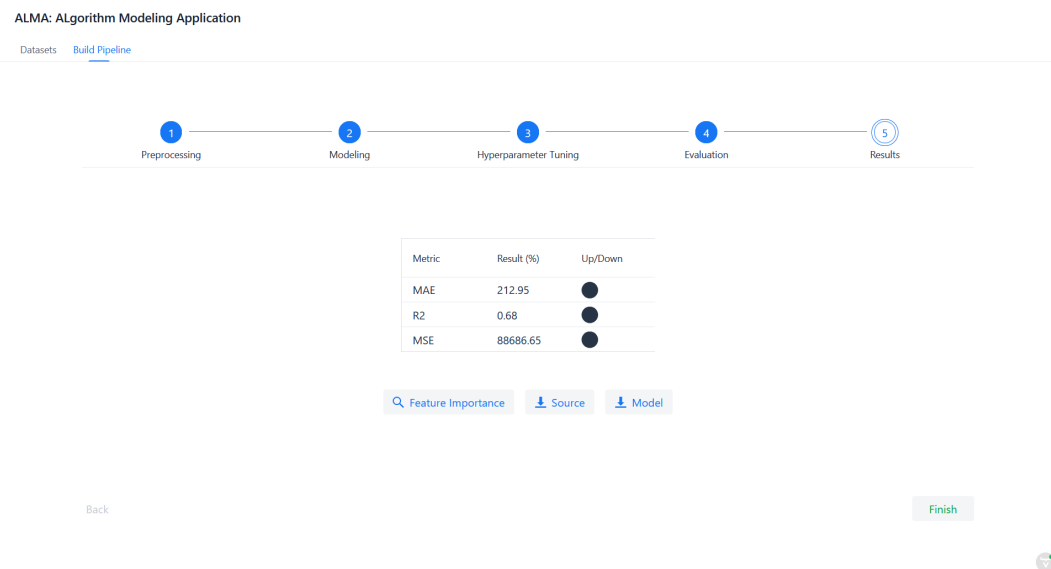 ALMA: ALgorithm Modeling Application
Datasets Build Pipeline
1 2 3 4 5
Preprocessing Modeling Hyperparameter Tuning Evaluation Results
Metric Result (%) Up/Down
MAE 212.95
R2 0.68
MSE 88686.65
Feature Importance Source Model
Back Finish